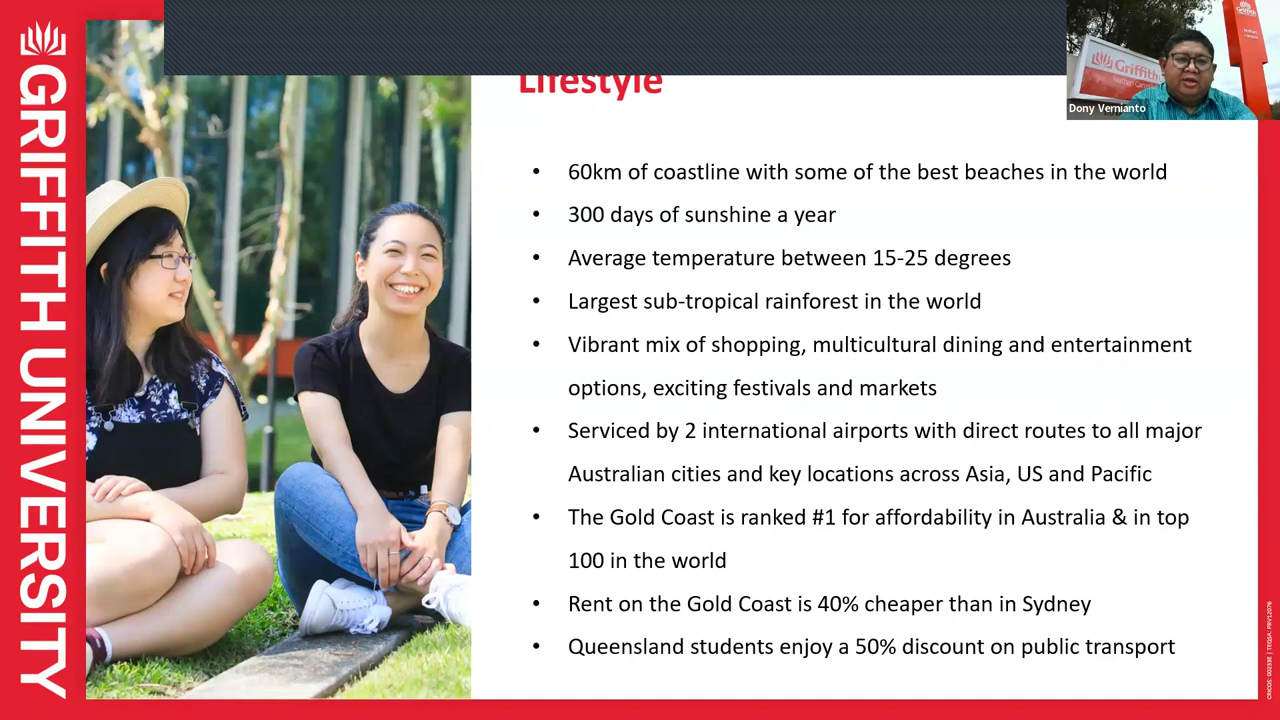 GRIFFITH UNIVERSITY
Lifestyle
Griffith
Dony Vernianto
• 60km of coastline with some of the best beaches in the world
• 300 days of sunshine a year
• Average temperature between 15-25 degrees
• Largest sub-tropical rainforest in the world
• Vibrant mix of shopping, multicultural dining and entertainment
options, exciting festivals and markets
• Serviced by 2 international airports with direct routes to all major
Australian cities and key locations across Asia, US and Pacific
• The Gold Coast is ranked #1 for affordability in Australia & in top
100 in the world
• Rent on the Gold Coast is 40% cheaper than in Sydney
• Queensland students enjoy a 50% discount on public transport
CRICOS: 00233E | TEQSA: PRV12076